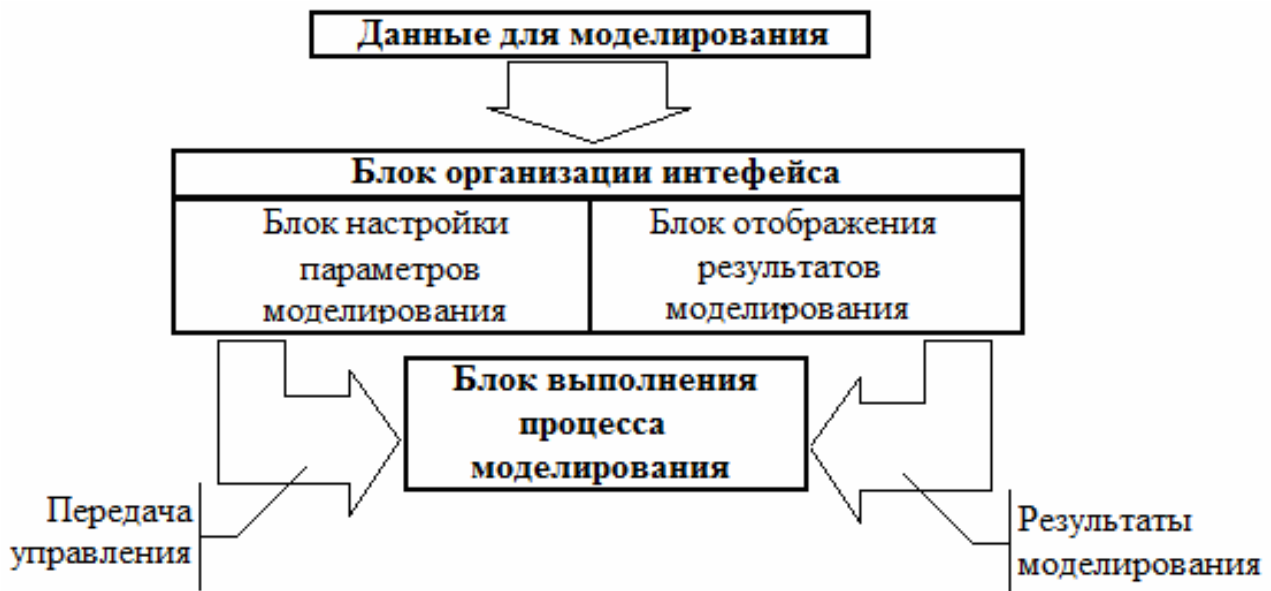 Данные для моделирования
Блок организации интефейса
Блок настройки
параметров
моделирования
Блок отображения
результатов
моделирования
Блок выполнения
процесса
моделирования
Передача
управления
Результаты
моделирования